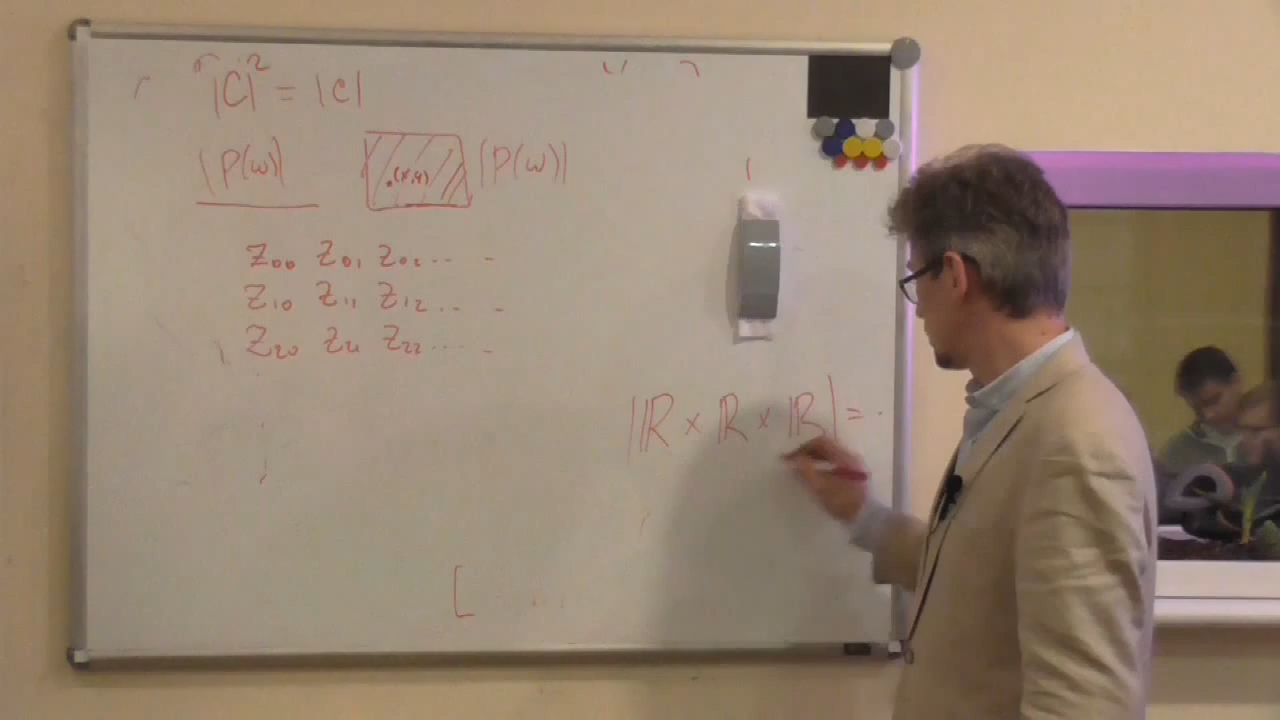 |C|² = |C|
|P(ω)| .(x,y) |P(ω)|
Z₀₀ Z₀₁ Z₀₂ ... -
Z₁₀ Z₁₁ Z₁₂ ... -
Z₂₀ Z₂₁ Z₂₂ ... -
|ℝ × ℝ × ℝ| =